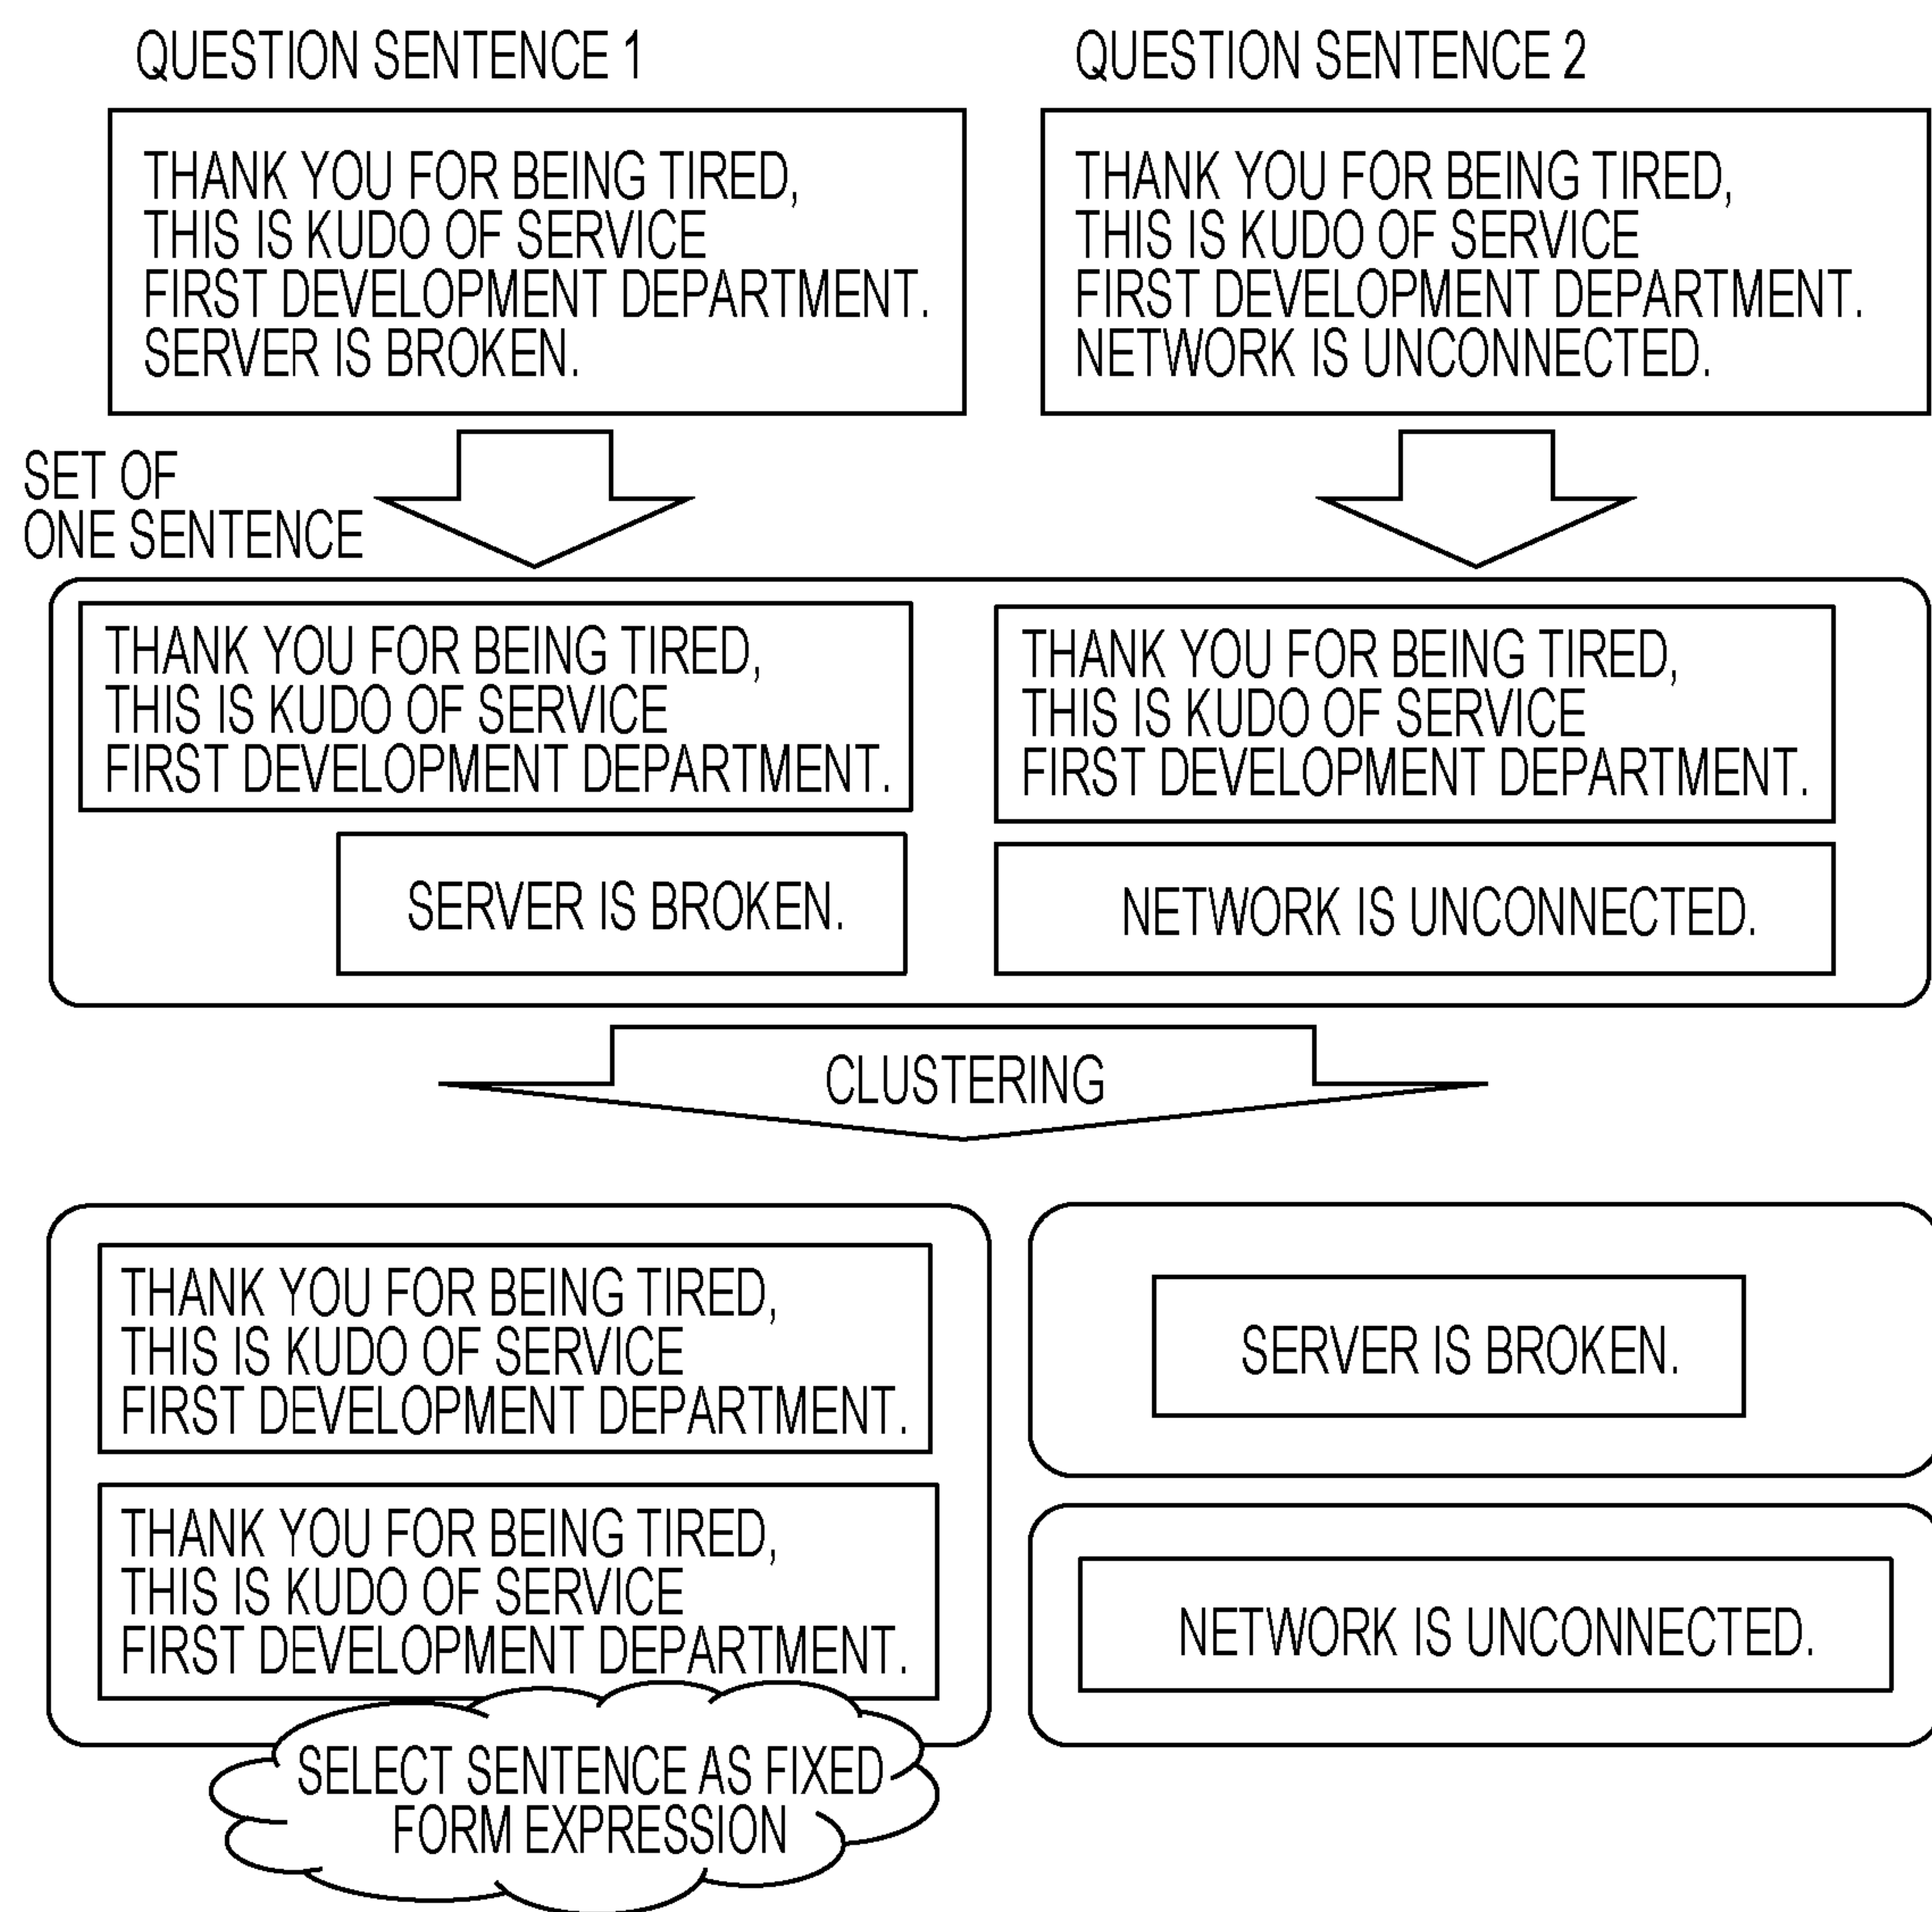 QUESTION SENTENCE 1
THANK YOU FOR BEING TIRED,
THIS IS KUDO OF SERVICE
FIRST DEVELOPMENT DEPARTMENT.
SERVER IS BROKEN.
QUESTION SENTENCE 2
THANK YOU FOR BEING TIRED,
THIS IS KUDO OF SERVICE
FIRST DEVELOPMENT DEPARTMENT.
NETWORK IS UNCONNECTED.
SET OF
ONE SENTENCE
THANK YOU FOR BEING TIRED,
THIS IS KUDO OF SERVICE
FIRST DEVELOPMENT DEPARTMENT.
SERVER IS BROKEN.
THANK YOU FOR BEING TIRED,
THIS IS KUDO OF SERVICE
FIRST DEVELOPMENT DEPARTMENT.
NETWORK IS UNCONNECTED.
CLUSTERING
THANK YOU FOR BEING TIRED,
THIS IS KUDO OF SERVICE
FIRST DEVELOPMENT DEPARTMENT.
THANK YOU FOR BEING TIRED,
THIS IS KUDO OF SERVICE
FIRST DEVELOPMENT DEPARTMENT.
SELECT SENTENCE AS FIXED
FORM EXPRESSION
SERVER IS BROKEN.
NETWORK IS UNCONNECTED.